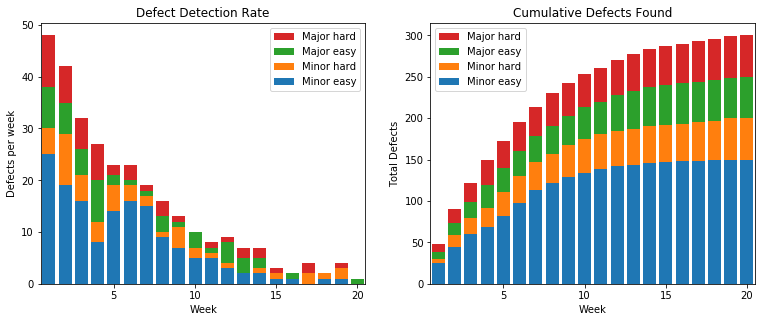 Defect Detection Rate
Defects per week
50
40
30
20
10
0
Major hard
Major easy
Minor hard
Minor easy
5
10
15
20
Week
Cumulative Defects Found
Total Defects
300
250
200
150
100
50
0
Major hard
Major easy
Minor hard
Minor easy
5
10
15
20
Week